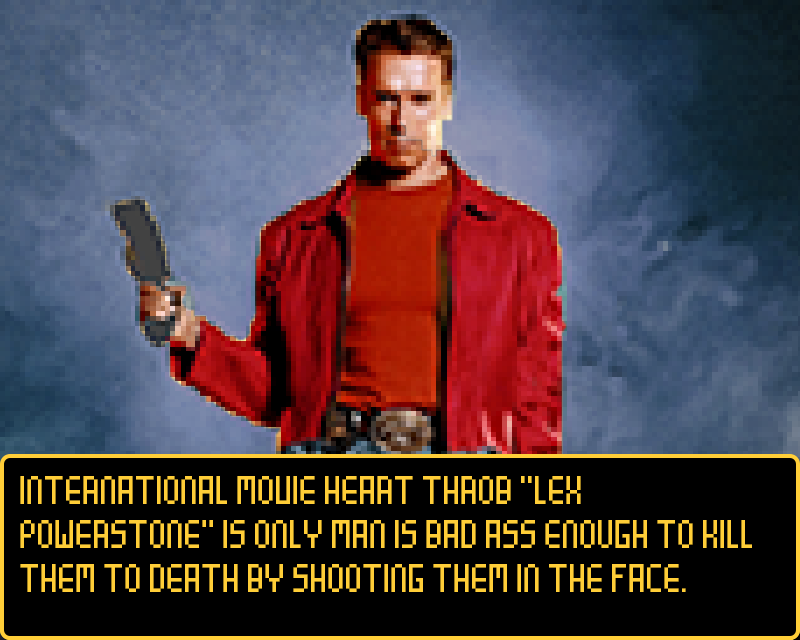 INTERNATIONAL MOVIE HEART THROB "LEX
POWERSTONE" IS ONLY MAN IS BAD ASS ENOUGH TO KILL
THEM TO DEATH BY SHOOTING THEM IN THE FACE.